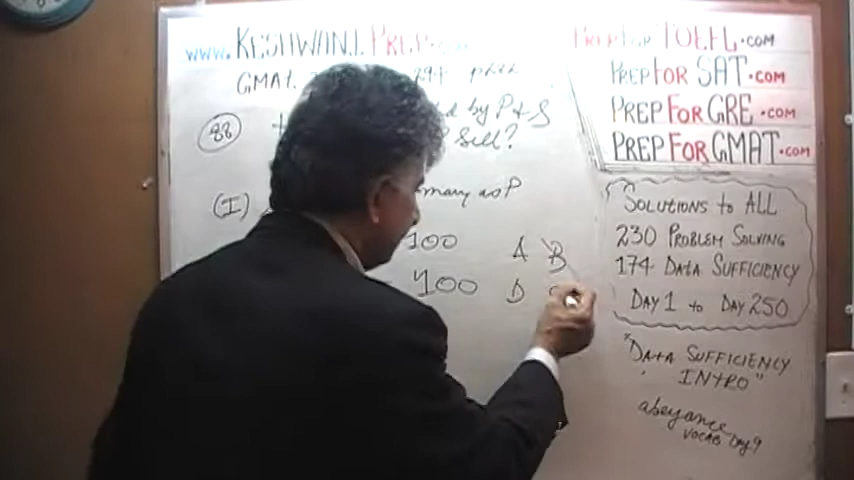 www. KESHWANI PREP.com
GMAT.
88
by P & S
Sell?
(I)
many as P
100
A B
100
D
PREP FOR TOEFL.COM
PREP FOR SAT.COM
PREP FOR GRE.COM
PREP FOR GMAT.COM
SOLUTIONS to ALL
230 PROBLEM SOLVING
174 DATA SUFFICIENCY
DAY 1 to DAY 250
"DATA SUFFICIENCY
INTRO"
abeyance
VOCAB Day 9